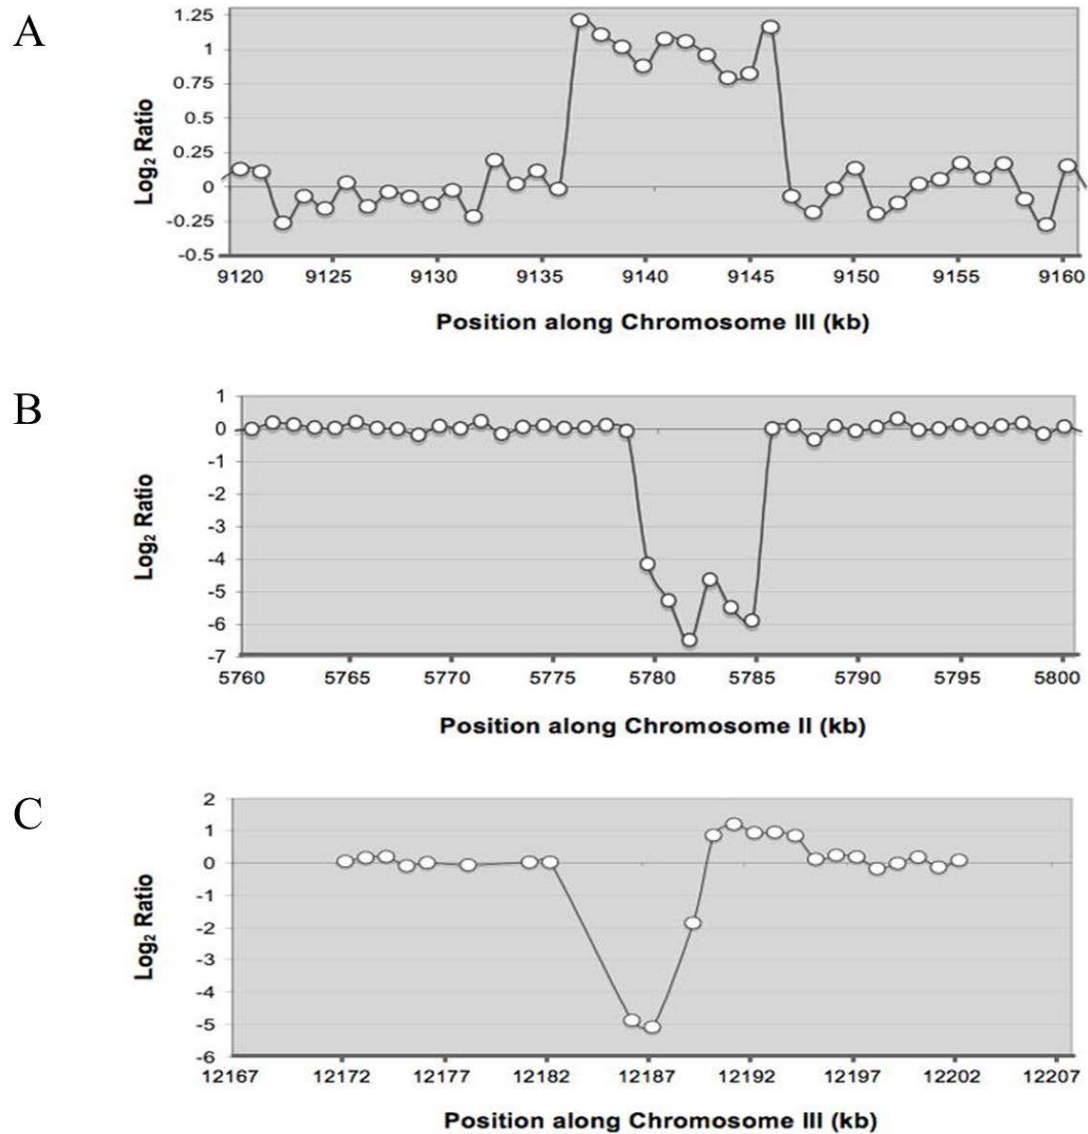 A
Log₂ Ratio
1.25
1
0.75
0.5
0.25
0
-0.25
-0.5
9120 9125 9130 9135 9140 9145 9150 9155 9160
Position along Chromosome III (kb)
B
Log₂ Ratio
1
0
-1
-2
-3
-4
-5
-6
-7
5760 5765 5770 5775 5780 5785 5790 5795 5800
Position along Chromosome II (kb)
C
Log₂ Ratio
2
1
0
-1
-2
-3
-4
-5
-6
12167 12172 12177 12182 12187 12192 12197 12202 12207
Position along Chromosome III (kb)